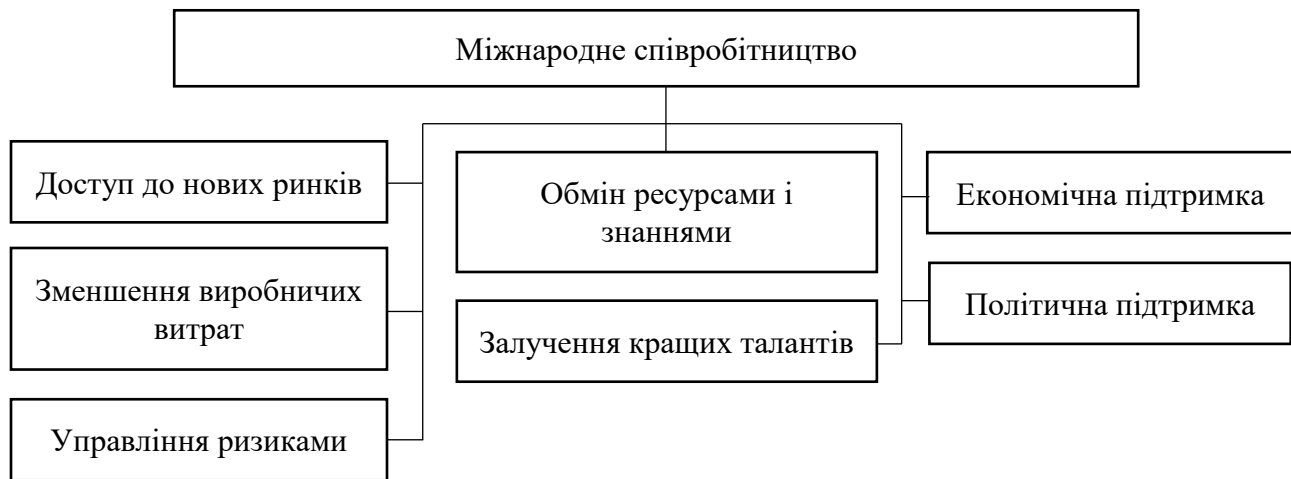 Міжнародне співробітництво
Доступ до нових ринків
Зменшення виробничих
витрат
Управління ризиками
Обмін ресурсами і
знаннями
Залучення кращих талантів
Економічна підтримка
Політична підтримка